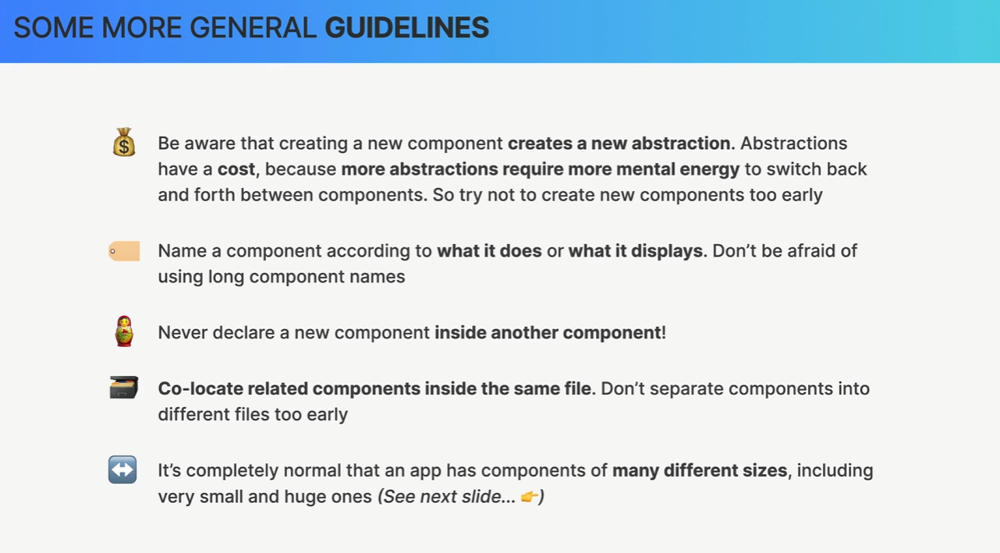 SOME MORE GENERAL GUIDELINES
Be aware that creating a new component creates a new abstraction. Abstractions
have a cost, because more abstractions require more mental energy to switch back
and forth between components. So try not to create new components too early
Name a component according to what it does or what it displays. Don’t be afraid of
using long component names
Never declare a new component inside another component!
Co-locate related components inside the same file. Don’t separate components into
different files too early
It’s completely normal that an app has components of many different sizes, including
very small and huge ones (See next slide... 👉)